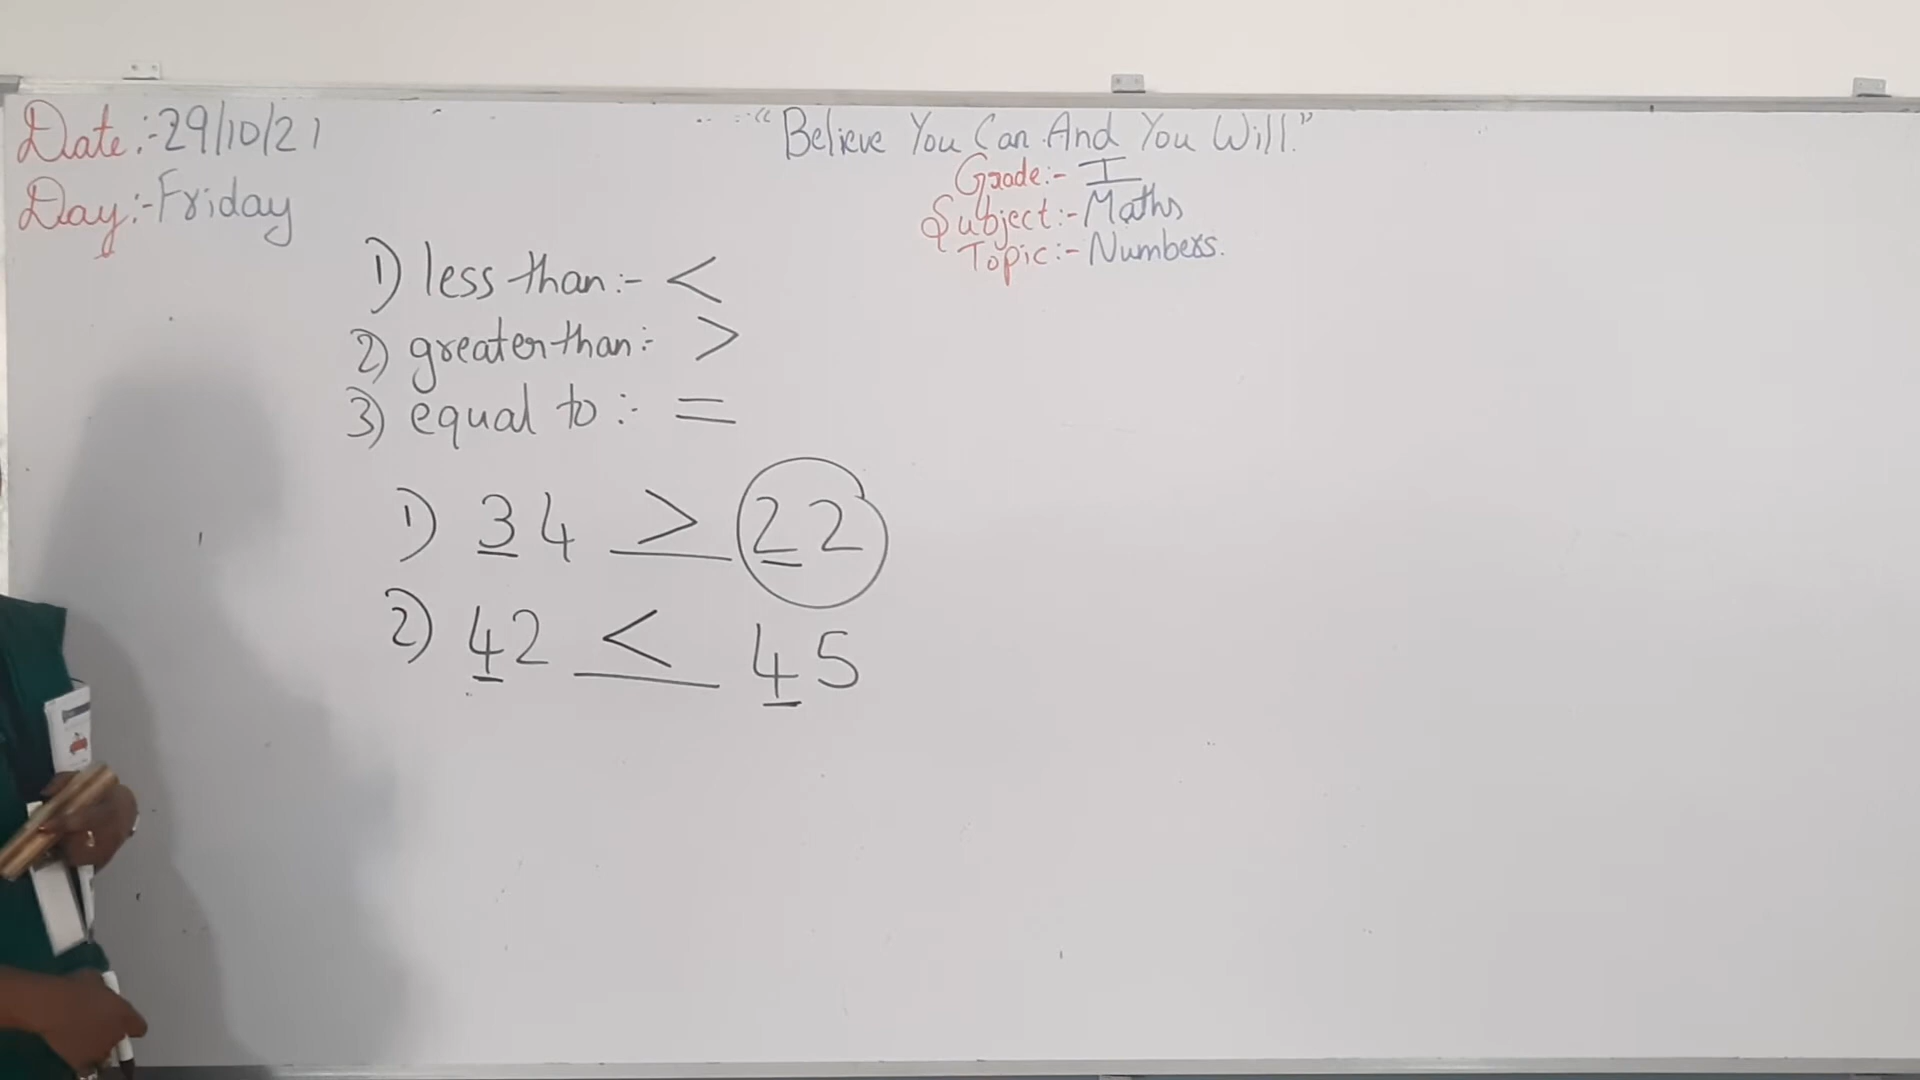 Date:-29/10/21
Day:-Friday
"Believe You Can And You Will."
Grade:- I
Subject:- Maths
Topic:- Numbers.
1) less than:- <
2) greater than:- >
3) equal to:- =
1) 34 > 22
2) 42 < 45